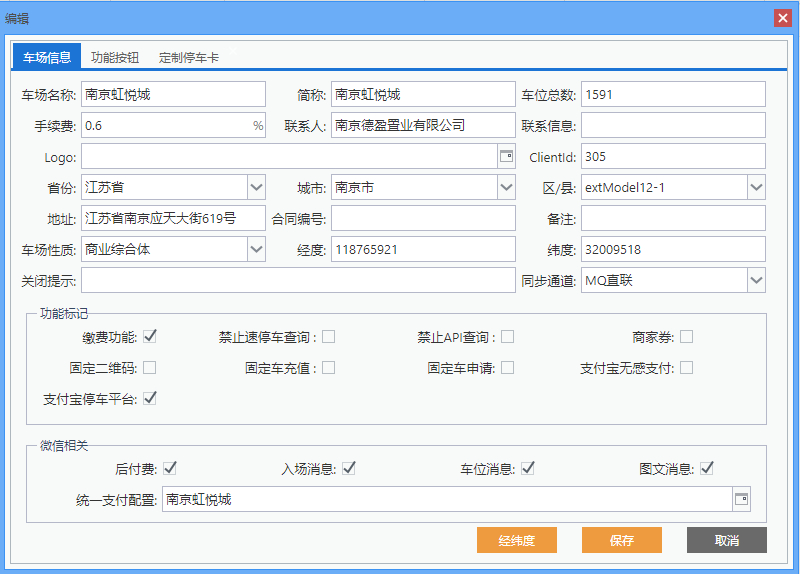 编辑
车场信息 功能按钮 定制停车卡
车场名称: 南京虹悦城 简称: 南京虹悦城 车位总数: 1591
手续费: 0.6 % 联系人: 南京德盈置业有限公司 联系信息:
Logo: ClientId: 305
省份: 江苏省 城市: 南京市 区/县: extModel12-1
地址: 江苏省南京应天大街619号 合同编号: 备注:
车场性质: 商业综合体 经度: 118765921 纬度: 32009518
关闭提示: 同步通道: MQ直联
功能标记
缴费功能: 禁止速停车查询 : 禁止API查询 : 商家券:
固定二维码: 固定车充值 : 固定车申请: 支付宝无感支付:
支付宝停车平台:
微信相关
后付费: 入场消息: 车位消息: 图文消息:
统一支付配置: 南京虹悦城
经纬度 保存 取消